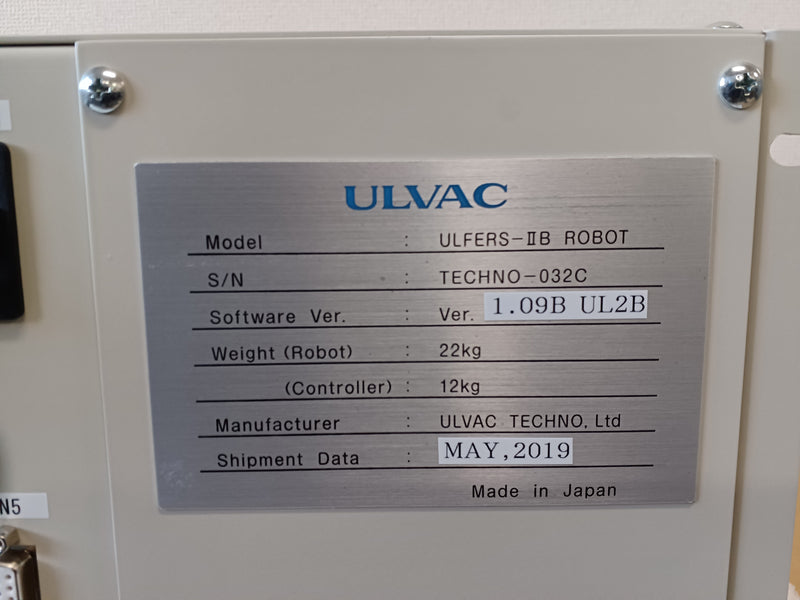 ULVAC
Model : ULFERS-ⅡB ROBOT
S/N : TECHNO-032C
Software Ver. : Ver. 1.09B UL2B
Weight (Robot) : 22kg
(Controller) : 12kg
Manufacturer : ULVAC TECHNO, Ltd
Shipment Data : MAY,2019
Made in Japan
N5